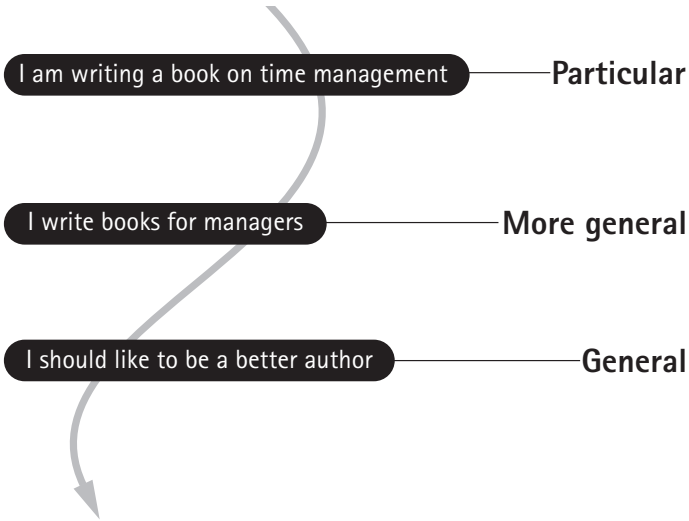 I am writing a book on time management Particular
I write books for managers More general
I should like to be a better author General